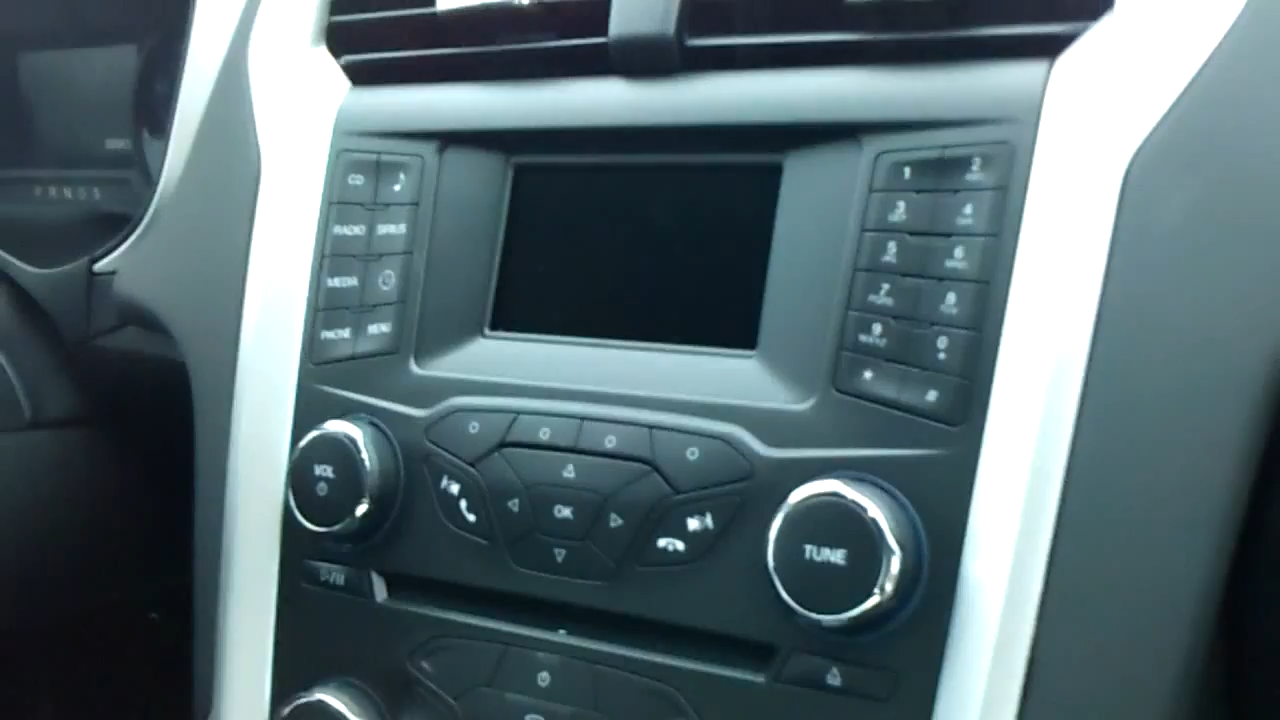 PRNDS
CD
RADIO SIRIUS
MEDIA
PHONE MENU
1 2
3 4
5 6
7 8
9 0
* #
VOL
OK
TUNE